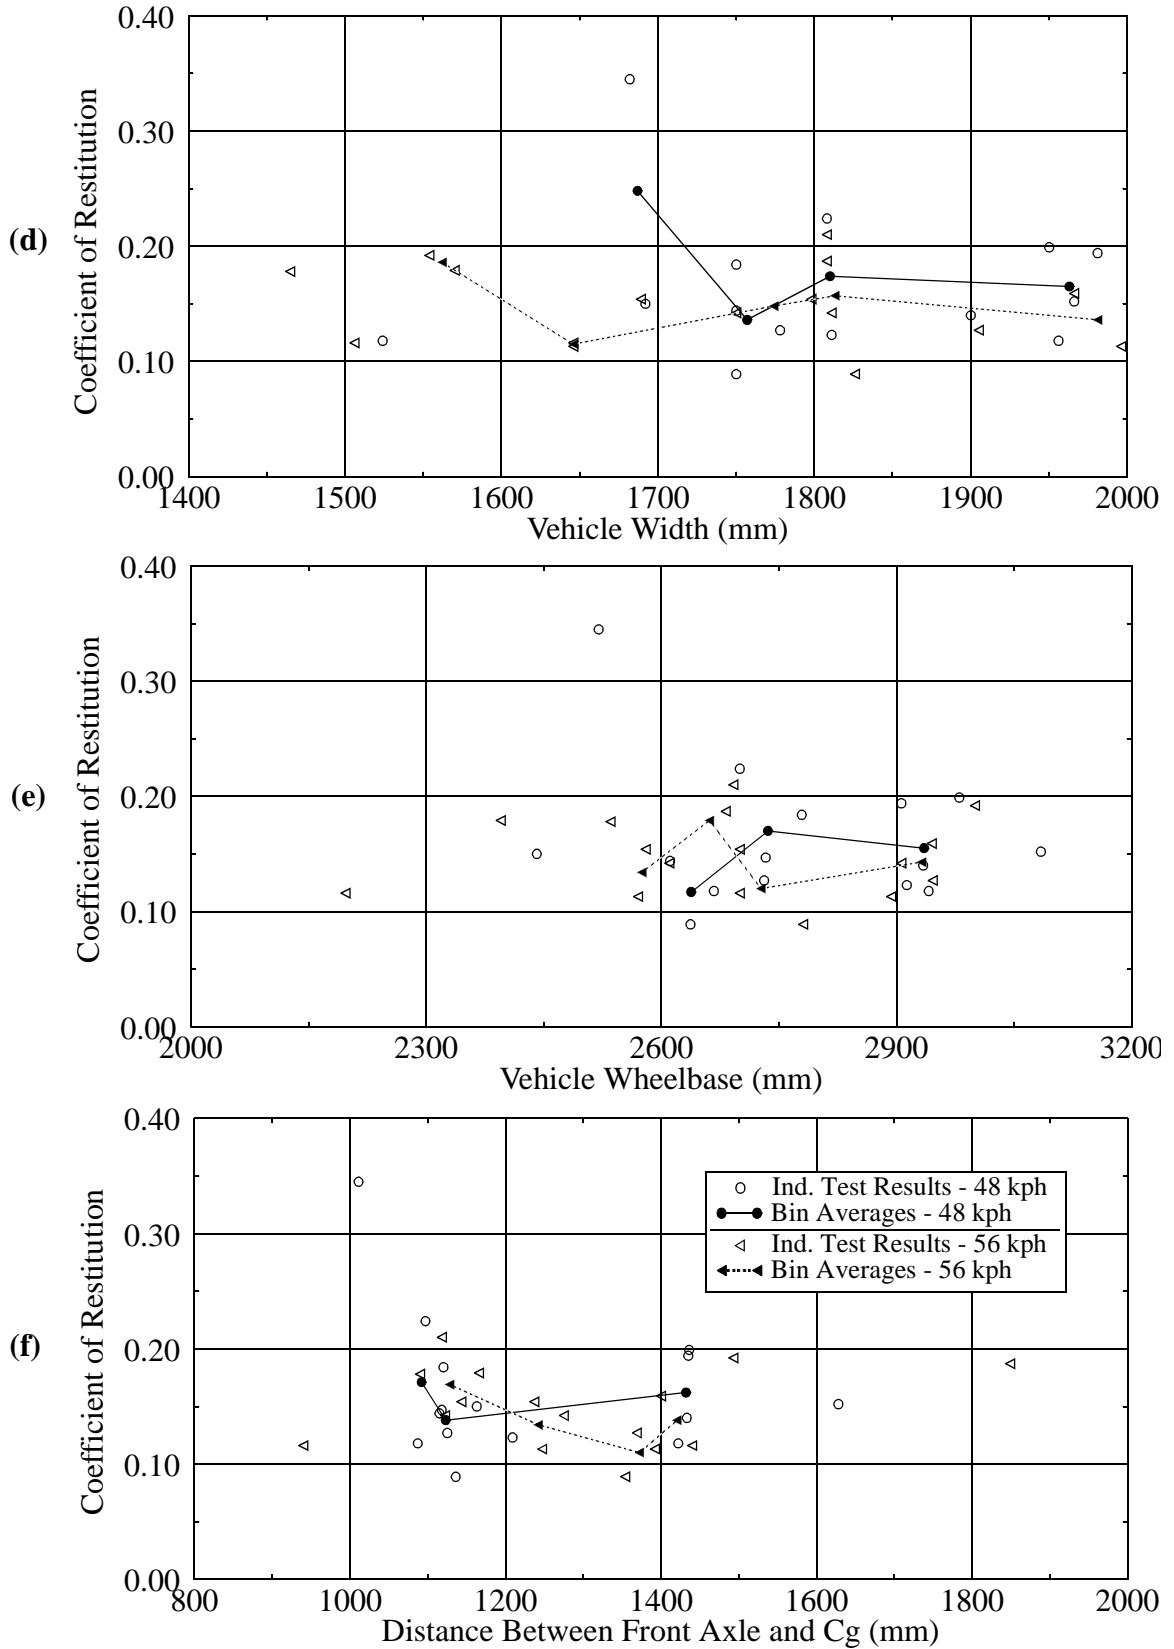 0.40
0.30
0.20
0.10
0.00
(d)
Coefficient of Restitution
1400 1500 1600 1700 1800 1900 2000
Vehicle Width (mm)
0.40
0.30
0.20
0.10
0.00
(e)
Coefficient of Restitution
2000 2300 2600 2900 3200
Vehicle Wheelbase (mm)
0.40
0.30
0.20
0.10
0.00
(f)
Coefficient of Restitution
Ind. Test Results - 48 kph
Bin Averages - 48 kph
Ind. Test Results - 56 kph
Bin Averages - 56 kph
800 1000 1200 1400 1600 1800 2000
Distance Between Front Axle and Cg (mm)